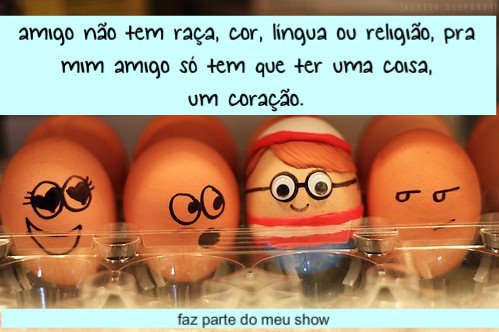 [ALYSSA.OLIVARES]
amigo não tem raça, cor, língua ou religião, pra
mim amigo só tem que ter uma coisa,
um coração.
faz parte do meu show